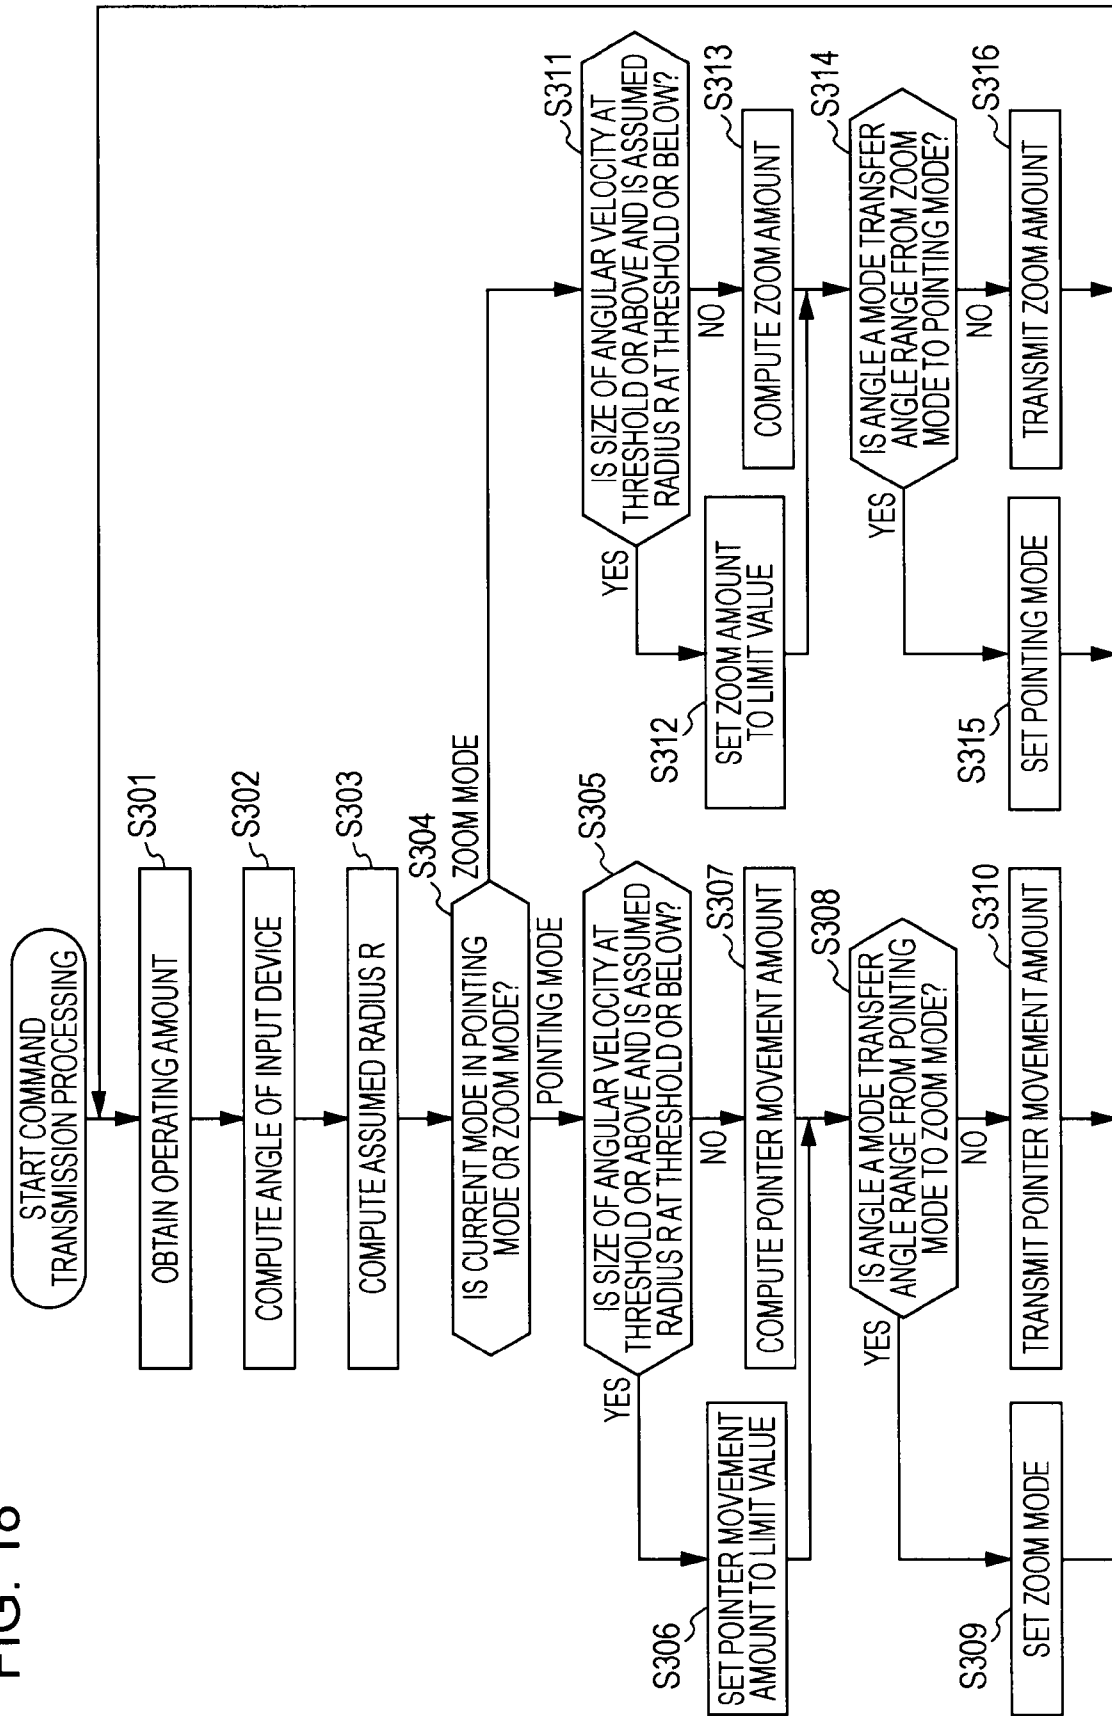 FIG. 18
START COMMAND
TRANSMISSION PROCESSING
S301
OBTAIN OPERATING AMOUNT
S302
COMPUTE ANGLE OF INPUT DEVICE
S303
COMPUTE ASSUMED RADIUS R
S304
IS CURRENT MODE IN POINTING
MODE OR ZOOM MODE?
ZOOM MODE
POINTING MODE
S305
IS SIZE OF ANGULAR VELOCITY AT
THRESHOLD OR ABOVE AND IS ASSUMED
RADIUS R AT THRESHOLD OR BELOW?
YES
NO
S306
SET POINTER MOVEMENT
AMOUNT TO LIMIT VALUE
S307
COMPUTE POINTER MOVEMENT AMOUNT
S308
IS ANGLE A MODE TRANSFER
ANGLE RANGE FROM POINTING
MODE TO ZOOM MODE?
YES
NO
S309
SET ZOOM MODE
S310
TRANSMIT POINTER MOVEMENT AMOUNT
S311
IS SIZE OF ANGULAR VELOCITY AT
THRESHOLD OR ABOVE AND IS ASSUMED
RADIUS R AT THRESHOLD OR BELOW?
YES
NO
S312
SET ZOOM AMOUNT
TO LIMIT VALUE
S313
COMPUTE ZOOM AMOUNT
S314
IS ANGLE A MODE TRANSFER
ANGLE RANGE FROM ZOOM
MODE TO POINTING MODE?
YES
NO
S315
SET POINTING MODE
S316
TRANSMIT ZOOM AMOUNT